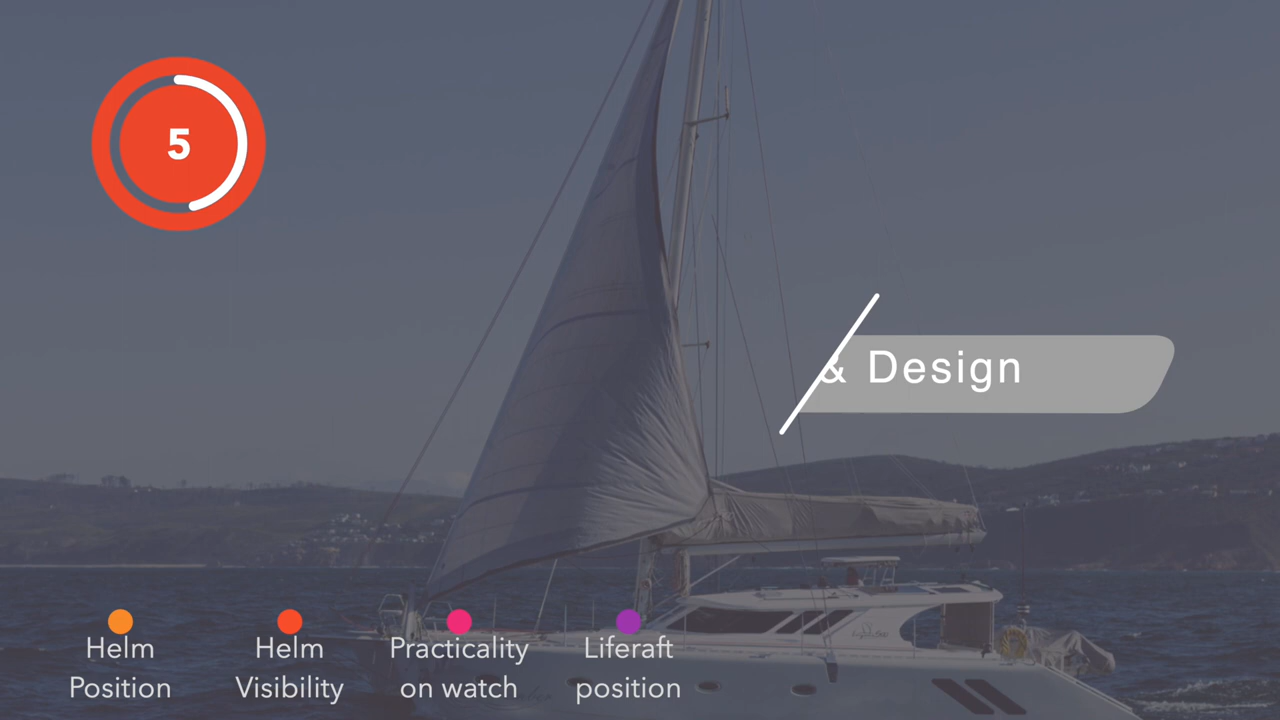 5
& Design
Helm
Position
Helm
Visibility
Practicality
on watch
Liferaft
position